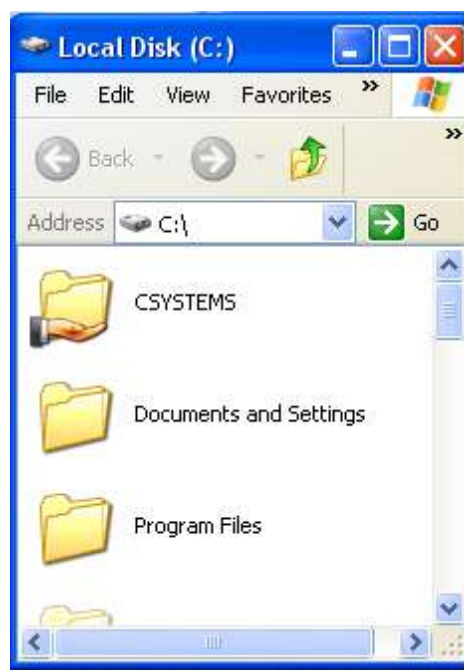 Local Disk (C:)
File Edit View Favorites »
Back »
Address C:\ Go
CSYSTEMS
Documents and Settings
Program Files